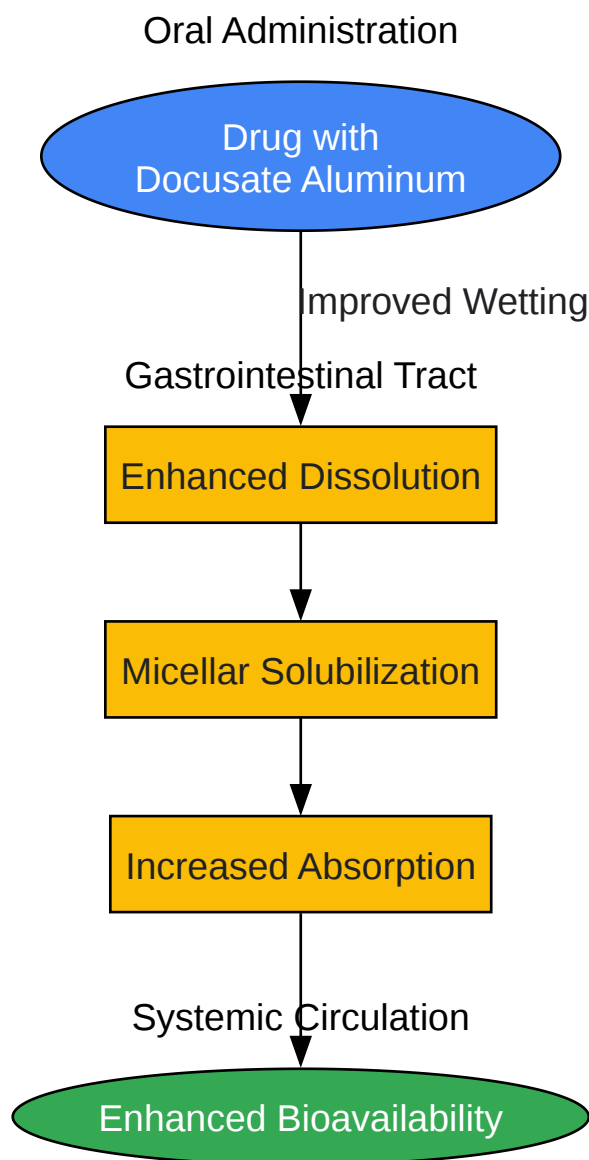 Oral Administration
Drug with
Docusate Aluminum
Improved Wetting
Gastrointestinal Tract
Enhanced Dissolution
Micellar Solubilization
Increased Absorption
Systemic Circulation
Enhanced Bioavailability